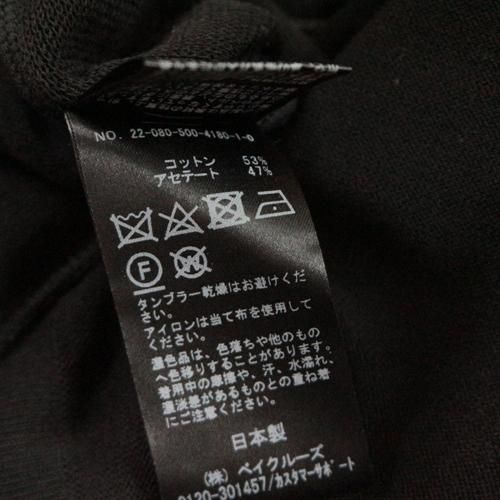 NO. 22-080-500-4180-1-0
コットン 53%
アセテート 47%
F
W
タンブラー乾燥はお避けくだ
さい。
アイロンは当て布を使用して
ください。
濃色品は、色落ちや他のもの
へ色移りすることがあります。
着用中の摩擦や、汗、水濡れ、
濃淡差があるものとの重ね着
にご注意ください。
日本製
(株) ベイクルーズ
0120-301457/カスタマーサポート